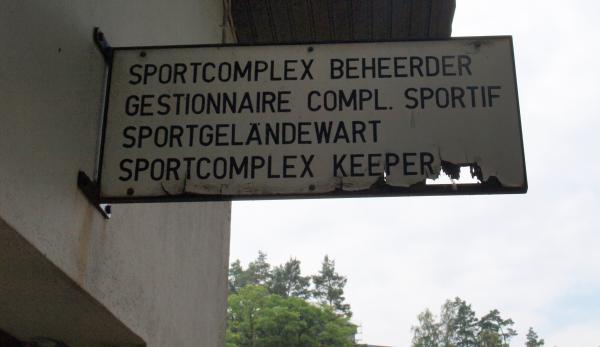 SPORTCOMPLEX BEHEERDER
GESTIONNAIRE COMPL. SPORTIF
SPORTGELÄNDEWART
SPORTCOMPLEX KEEPER